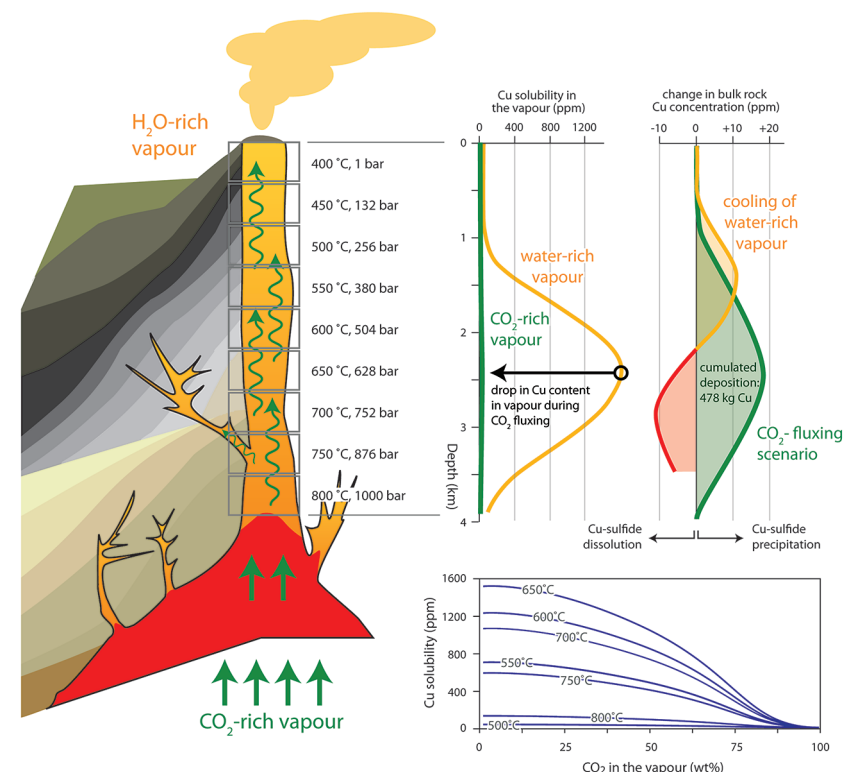 H₂O-rich
vapour
400 ˚C, 1 bar
450 ˚C, 132 bar
500 ˚C, 256 bar
550 ˚C, 380 bar
600 ˚C, 504 bar
650 ˚C, 628 bar
700 ˚C, 752 bar
750 ˚C, 876 bar
800 ˚C, 1000 bar
CO₂-rich vapour
Cu solubility in
the vapour (ppm)
0 400 800 1200
0
1
2
3
4
Depth (km)
water-rich
vapour
CO₂-rich
vapour
drop in Cu content
in vapour during
CO₂ fluxing
change in bulk rock
Cu concentration (ppm)
-10 0 +10 +20
cooling of
water-rich
vapour
cumulated
deposition:
478 kg Cu
CO₂- fluxing
scenario
Cu-sulfide
dissolution
Cu-sulfide
precipitation
Cu solubility (ppm)
1600
1200
800
400
0
650°C
600°C
700°C
550°C
750°C
800°C
500°C
0 25 50 75 100
CO₂ in the vapour (wt%)